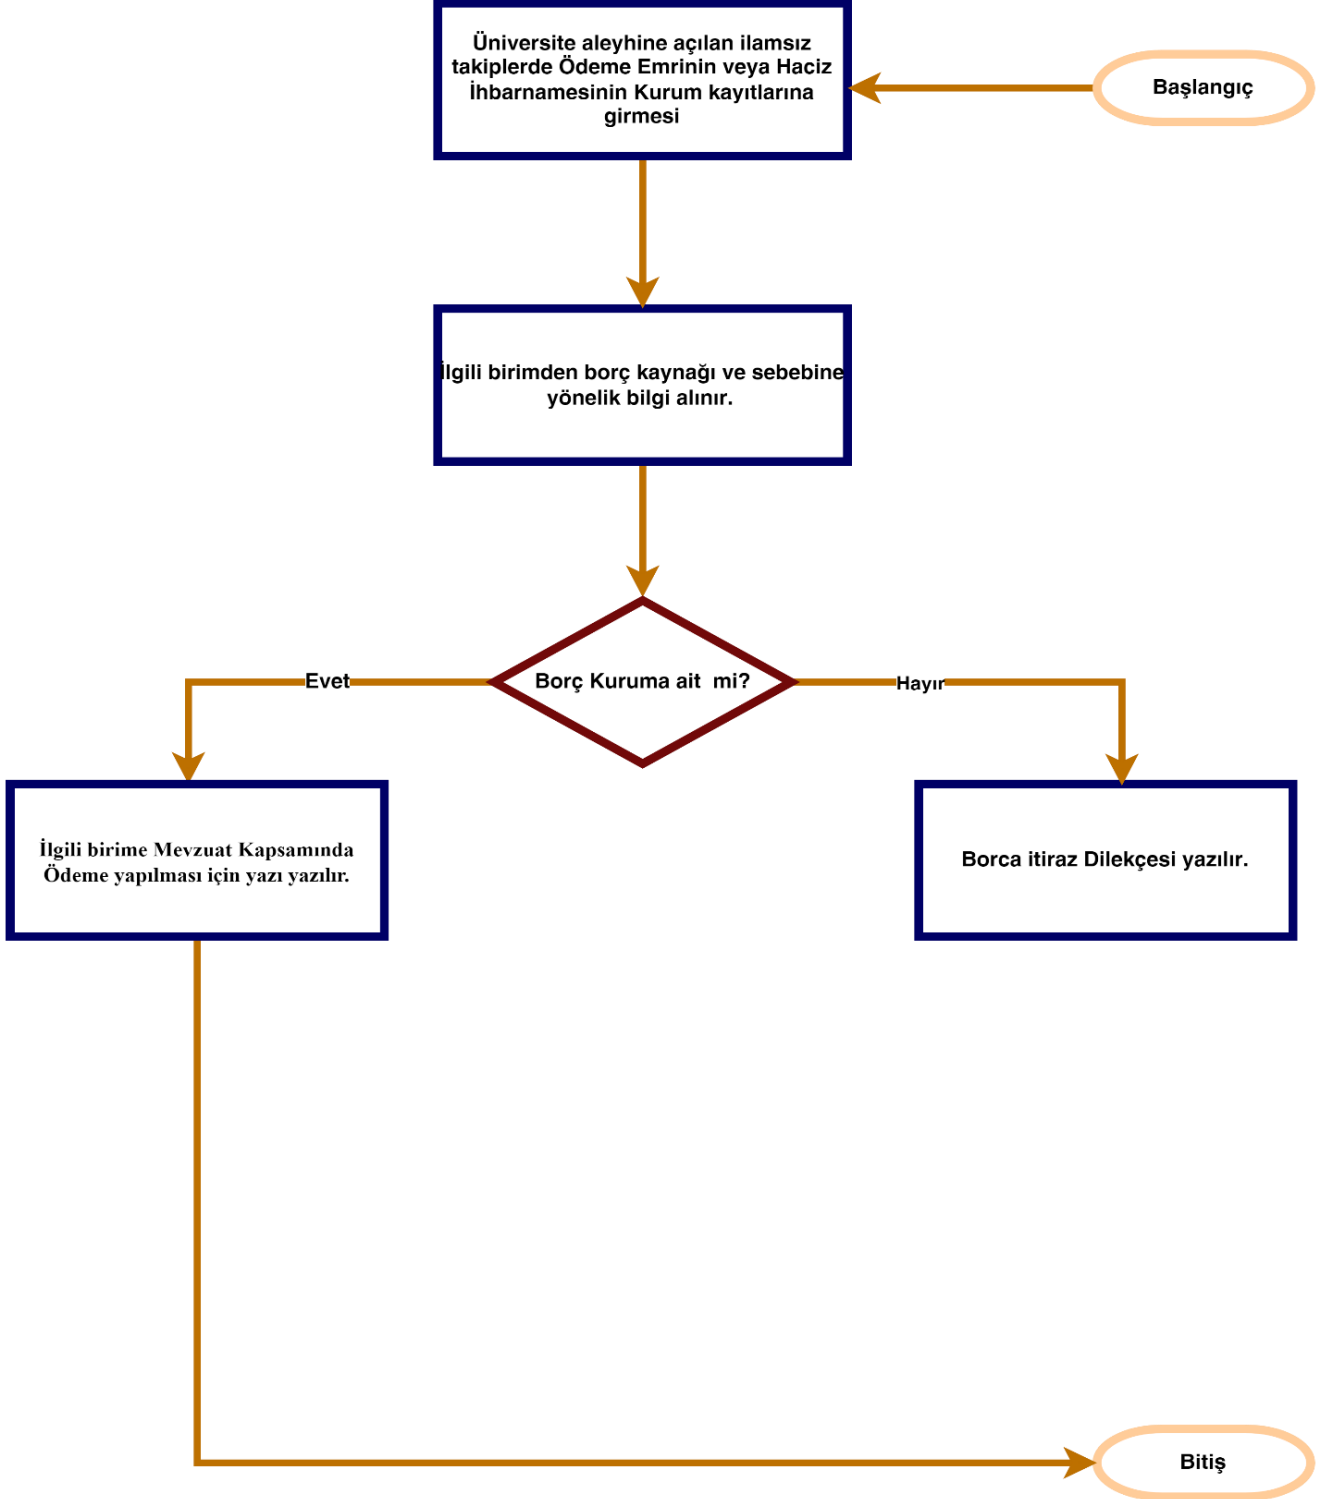 Üniversite aleyhine açılan ilamsız
takiplerde Ödeme Emrinin veya Haciz
İhbarnamesinin Kurum kayıtlarına
girmesi
Başlangıç
İlgili birimden borç kaynağı ve sebebine
yönelik bilgi alınır.
Borç Kuruma ait  mi?
Evet
Hayır
İlgili birime Mevzuat Kapsamında
Ödeme yapılması için yazı yazılır.
Borca itiraz Dilekçesi yazılır.
Bitiş